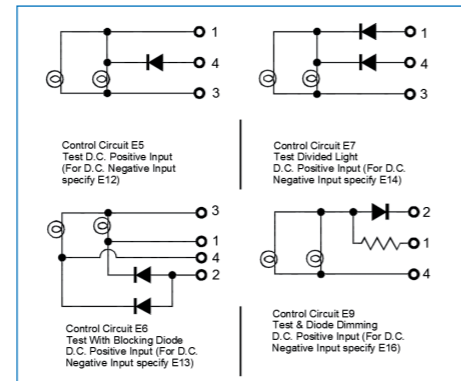 1
4
3
Control Circuit E5
Test D.C. Positive Input
(For D.C. Negative Input
specify E12)
1
4
3
Control Circuit E7
Test Divided Light
D.C. Positive Input (For D.C.
Negative Input specify E14)
3
1
4
2
Control Circuit E6
Test With Blocking Diode
D.C. Positive Input (For D.C.
Negative Input specify E13)
2
1
4
Control Circuit E9
Test & Diode Dimming
D.C. Positive Input (For D.C.
Negative Input specify E16)